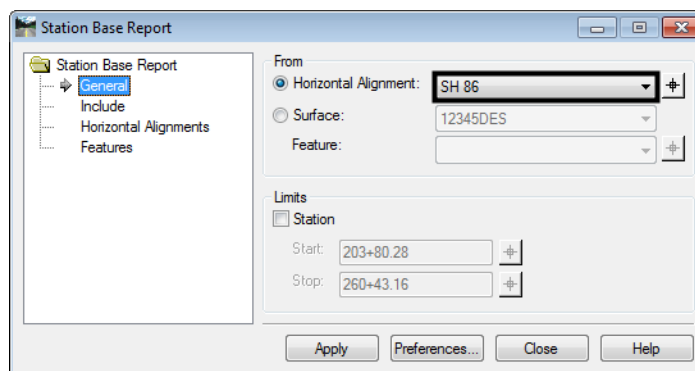 Station Base Report
Station Base Report
General
Include
Horizontal Alignments
Features
From
Horizontal Alignment: SH 86
Surface: 12345DES
Feature:
Limits
Station
Start: 203+80.28
Stop: 260+43.16
Apply Preferences... Close Help